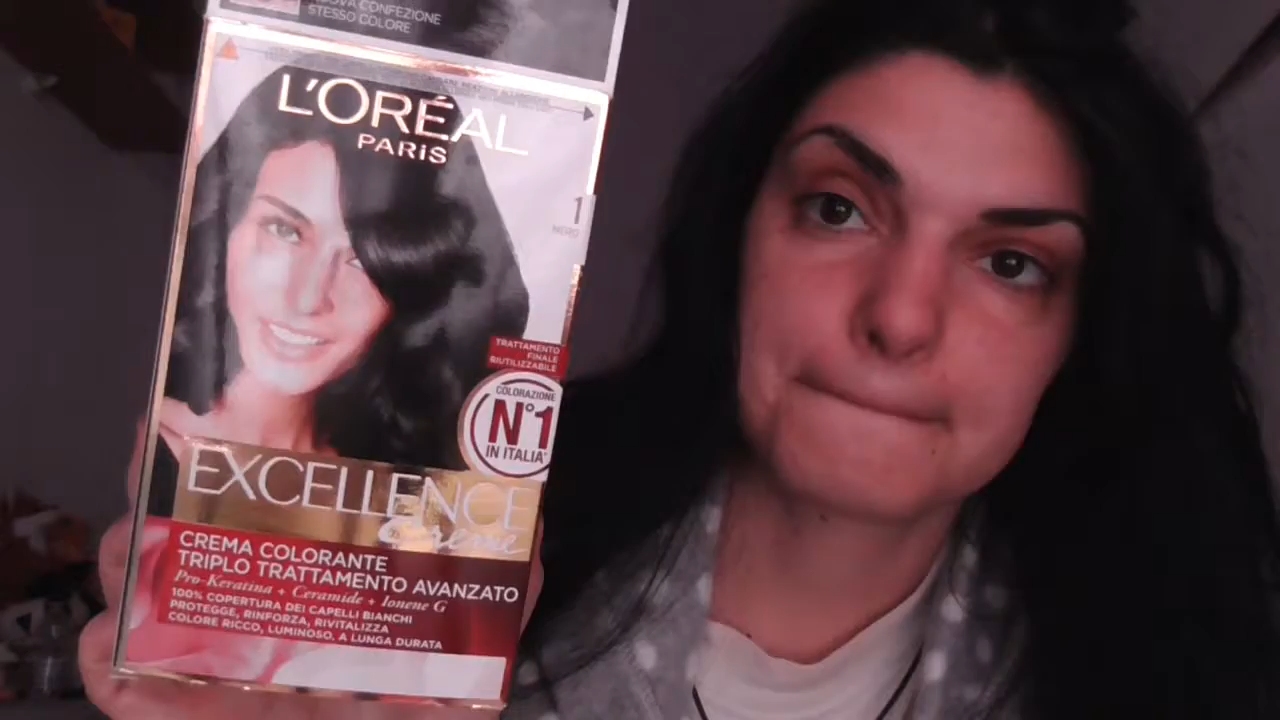 NUOVA CONFEZIONE
STESSO COLORE
L'ORÉAL
PARIS
1
NERO
TRATTAMENTO
FINALE
RIUTILIZZABILE
COLORAZIONE
N°1
IN ITALIA*
EXCELLENCE
Creme
CREMA COLORANTE
TRIPLO TRATTAMENTO AVANZATO
Pro-Keratina + Ceramide + Ionene G
100% COPERTURA DEI CAPELLI BIANCHI
PROTEGGE, RINFORZA, RIVITALIZZA
COLORE RICCO, LUMINOSO, A LUNGA DURATA